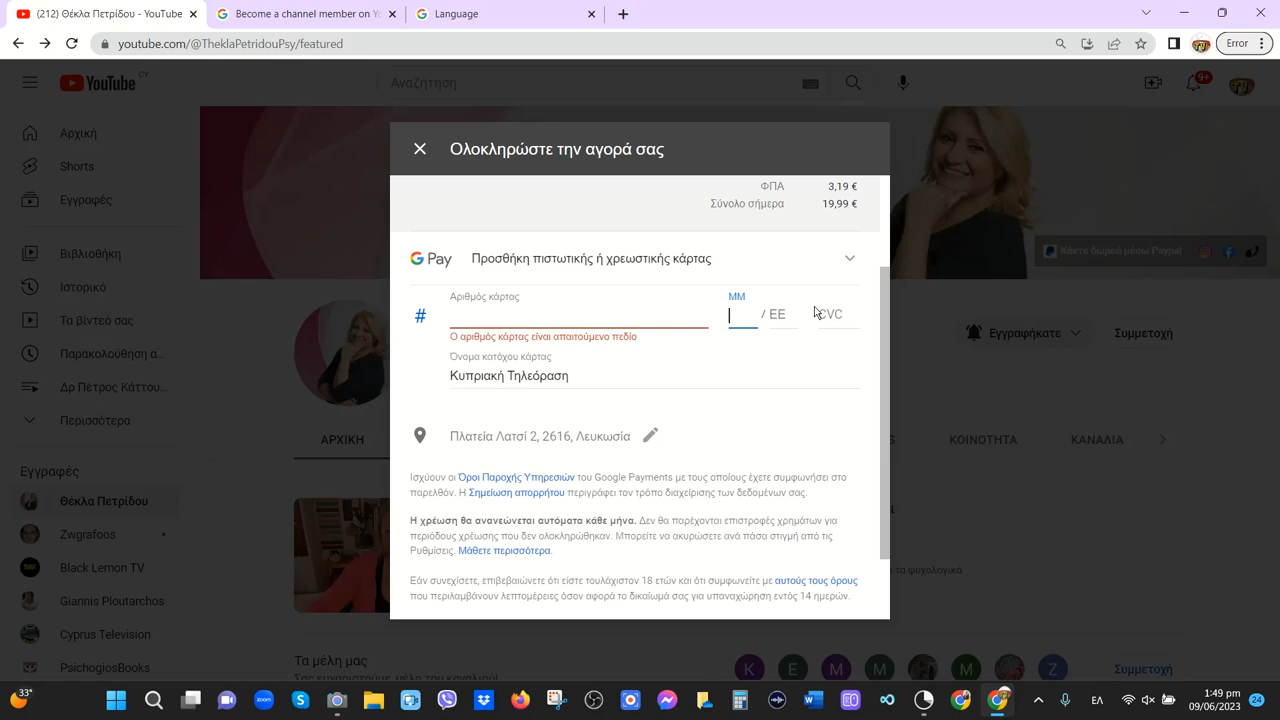 (212) Θέκλα Πετρίδου - YouTube
Become a channel member on Yo
Language
youtube.com/@TheklaPetridouPsy/featured
Error
YouTube CY
Αναζήτηση
9+
Αρχική
Shorts
Εγγραφές
Βιβλιοθήκη
Ιστορικό
Τα βίντεό σας
Παρακολούθηση α...
Δρ Πέτρος Κάττου...
Περισσότερα
Εγγραφές
Θέκλα Πετρίδου
Zwgrafoos
Black Lemon TV
Giannis Ploutarchos
Cyprus Television
PsichogiosBooks
Κάντε δωρεά μέσω Paypal
Εγγραφήκατε
Συμμετοχή
ΑΡΧΙΚΗ
S
ΚΟΙΝΟΤΗΤΑ
ΚΑΝΑΛΙΑ
α τα ψυχολογικά
Τα μέλη μας
K
E
M
M
M
Z
Συμμετοχή
Ολοκληρώστε την αγορά σας
ΦΠΑ 3,19 €
Σύνολο σήμερα 19,99 €
G Pay Προσθήκη πιστωτικής ή χρεωστικής κάρτας
Αριθμός κάρτας
ΜΜ
# / ΕΕ CVC
Ο αριθμός κάρτας είναι απαιτούμενο πεδίο
Όνομα κατόχου κάρτας
Κυπριακή Τηλεόραση
Πλατεία Λατσί 2, 2616, Λευκωσία
Ισχύουν οι Όροι Παροχής Υπηρεσιών του Google Payments με τους οποίους έχετε συμφωνήσει στο
παρελθόν. Η Σημείωση απορρήτου περιγράφει τον τρόπο διαχείρισης των δεδομένων σας.
Η χρέωση θα ανανεώνεται αυτόματα κάθε μήνα. Δεν θα παρέχονται επιστροφές χρημάτων για
περιόδους χρέωσης που δεν ολοκληρώθηκαν. Μπορείτε να ακυρώσετε ανά πάσα στιγμή από τις
Ρυθμίσεις. Μάθετε περισσότερα.
Εάν συνεχίσετε, επιβεβαιώνετε ότι είστε τουλάχιστον 18 ετών και ότι συμφωνείτε με αυτούς τους όρους
που περιλαμβάνουν λεπτομέρειες όσον αφορά το δικαίωμά σας για υπαναχώρηση εντός 14 ημερών.
33°
ΕΛ
1:49 pm
09/06/2023
24